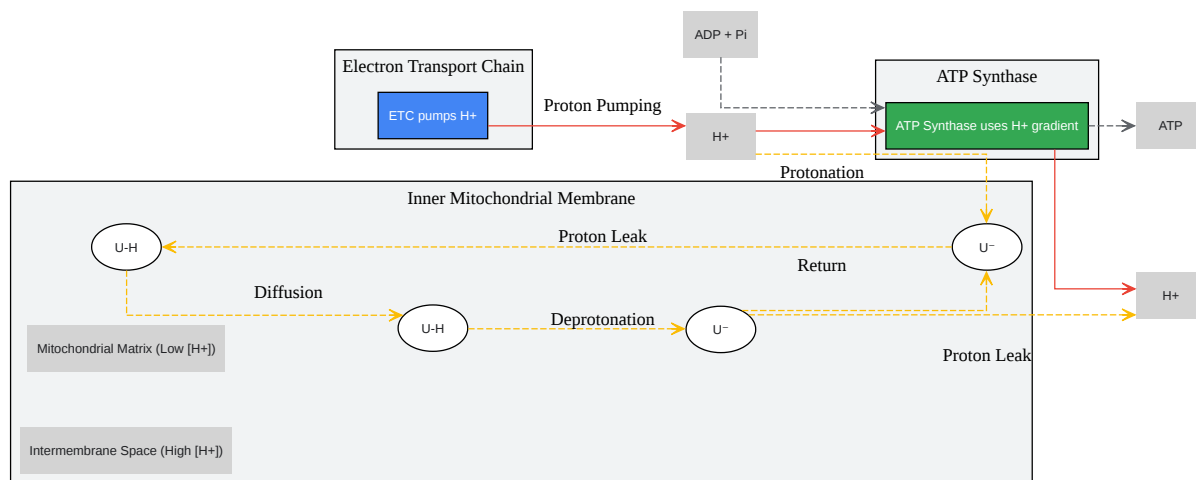 ADP + Pi
Electron Transport Chain
ETC pumps H+
Proton Pumping
H+
ATP Synthase
ATP Synthase uses H+ gradient
ATP
Protonation
Inner Mitochondrial Membrane
U-H
Proton Leak
U⁻
Return
Diffusion
U-H
Deprotonation
U⁻
H+
Proton Leak
Mitochondrial Matrix (Low [H+])
Intermembrane Space (High [H+])